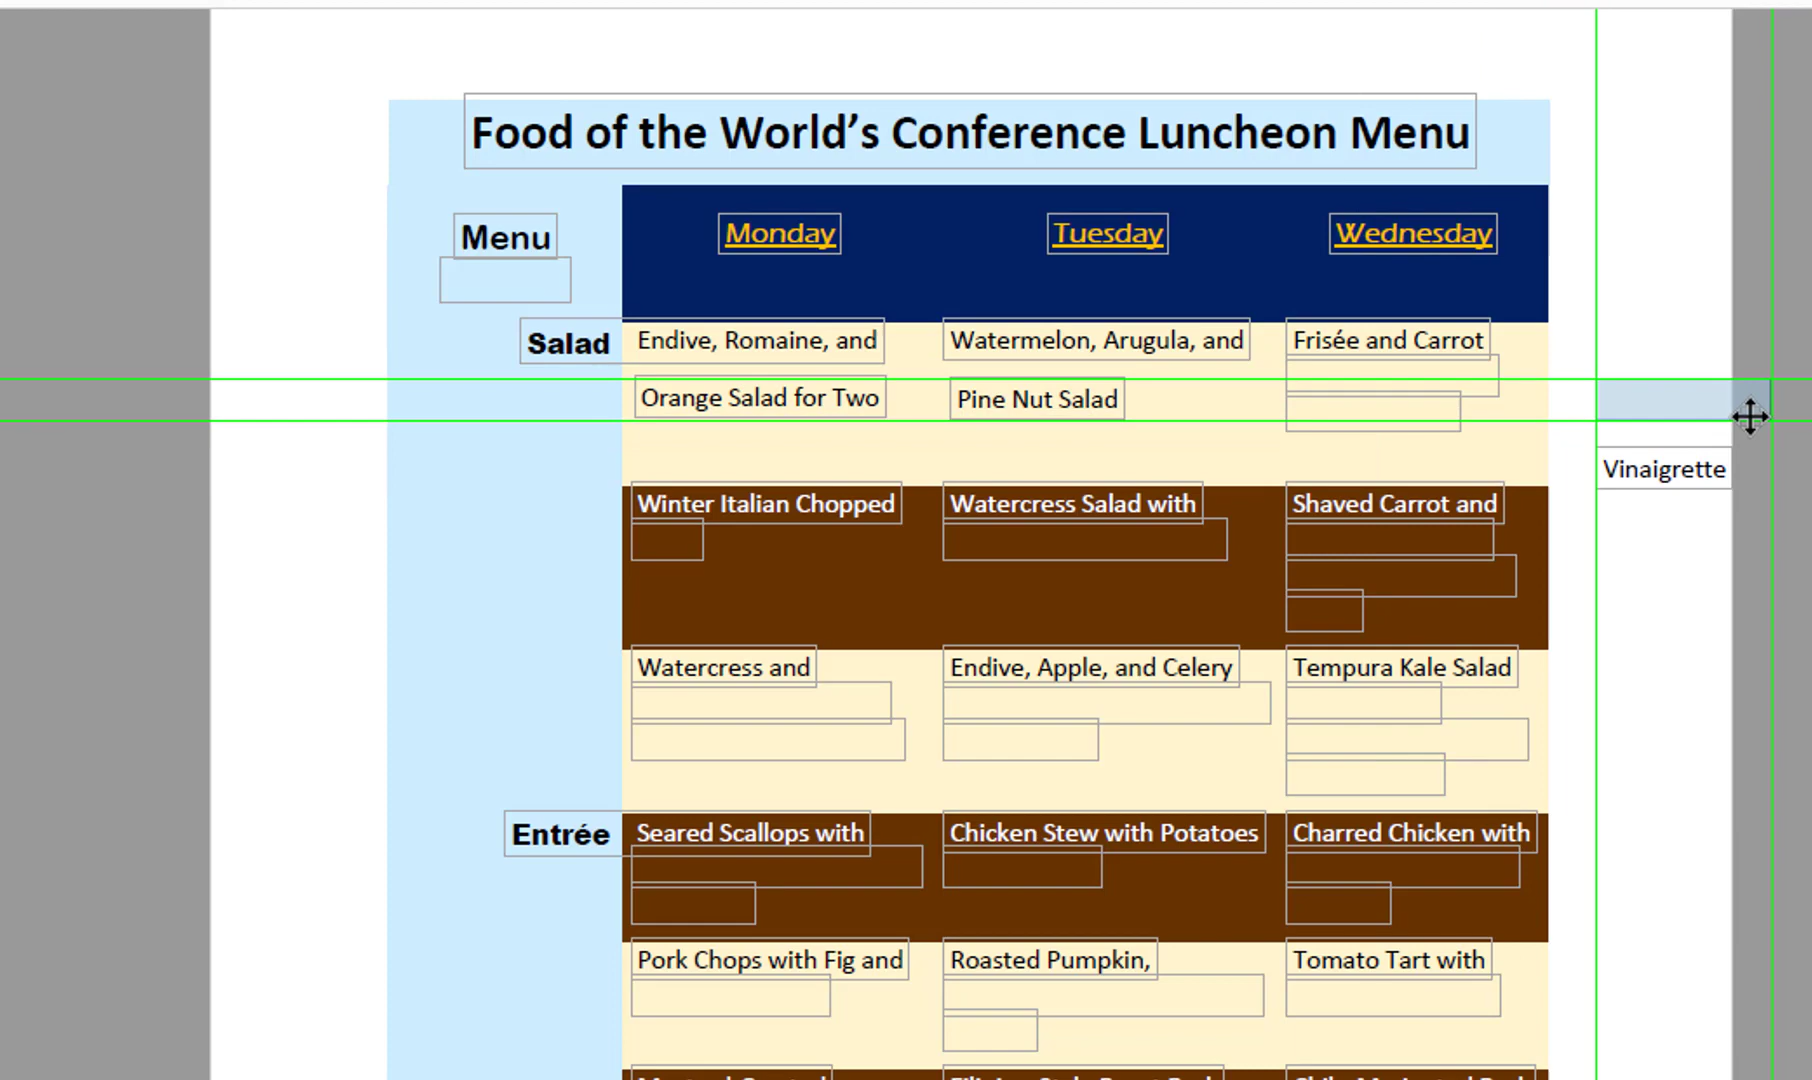 Food of the World’s Conference Luncheon Menu
Menu
Monday
Tuesday
Wednesday
Salad
Endive, Romaine, and
Watermelon, Arugula, and
Frisée and Carrot
Orange Salad for Two
Pine Nut Salad
Vinaigrette
Winter Italian Chopped
Watercress Salad with
Shaved Carrot and
Watercress and
Endive, Apple, and Celery
Tempura Kale Salad
Entrée
Seared Scallops with
Chicken Stew with Potatoes
Charred Chicken with
Pork Chops with Fig and
Roasted Pumpkin,
Tomato Tart with